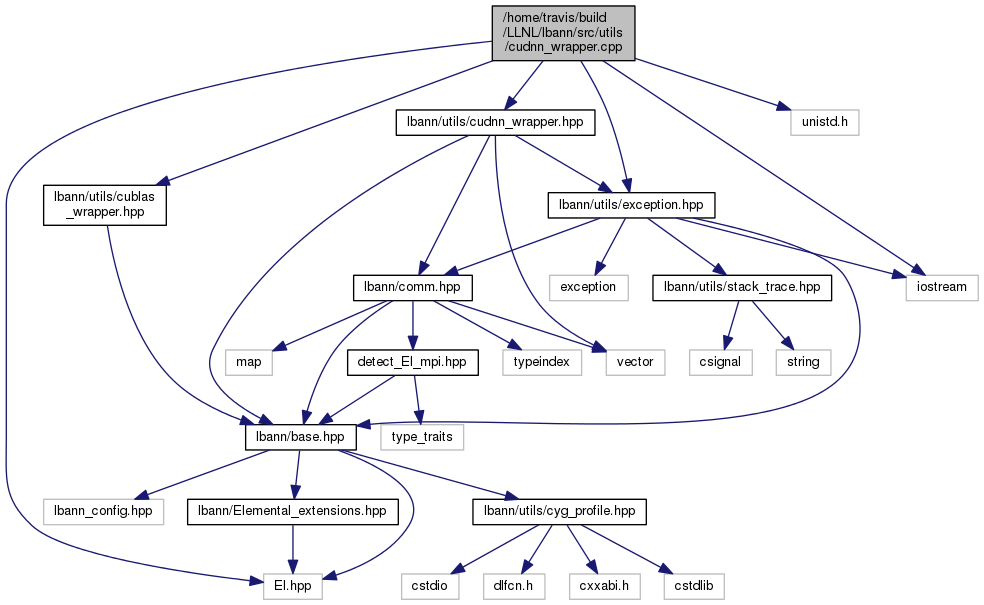 /home/travis/build
/LLNL/lbann/src/utils
/cudnn_wrapper.cpp
lbann/utils/cudnn_wrapper.hpp
unistd.h
lbann/utils/cublas
_wrapper.hpp
lbann/utils/exception.hpp
lbann/comm.hpp
exception
lbann/utils/stack_trace.hpp
iostream
map
detect_El_mpi.hpp
typeindex
vector
csignal
string
lbann/base.hpp
type_traits
lbann_config.hpp
lbann/Elemental_extensions.hpp
lbann/utils/cyg_profile.hpp
El.hpp
cstdio
dlfcn.h
cxxabi.h
cstdlib